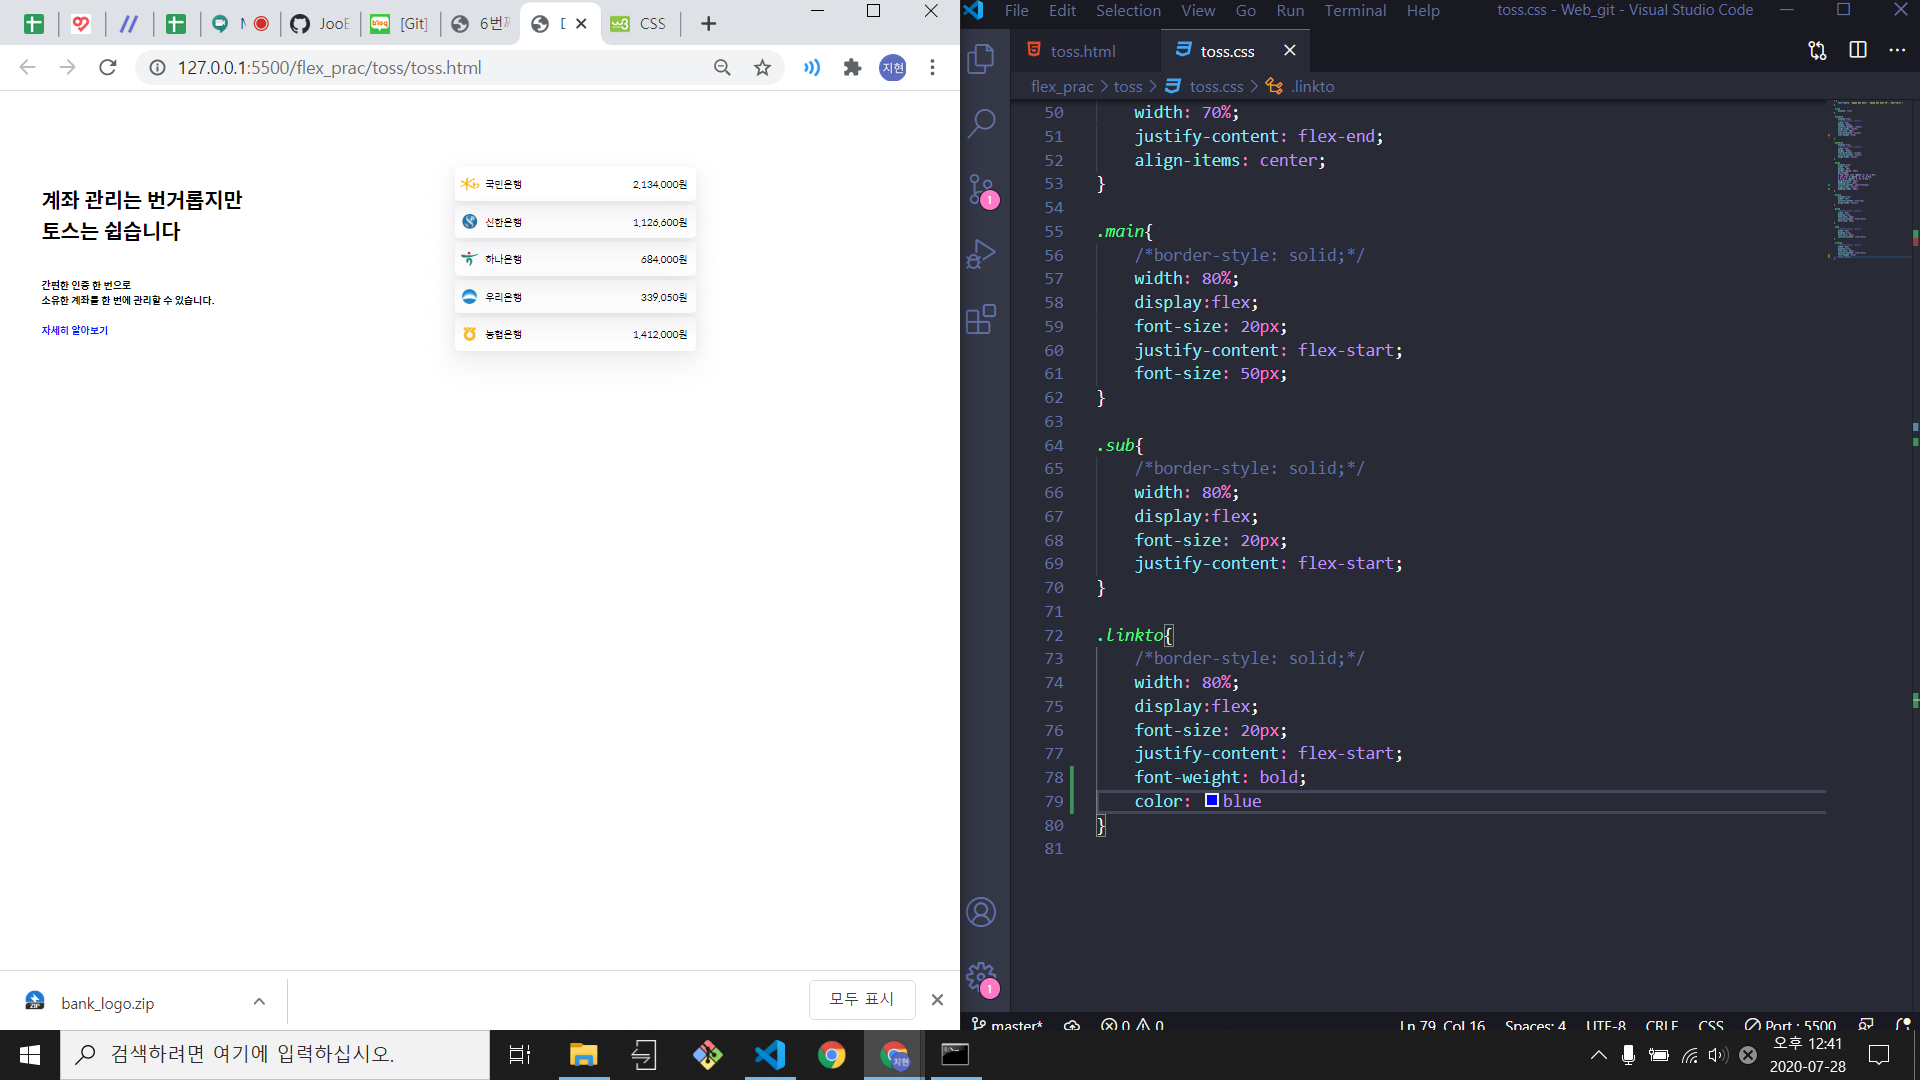 JooE
[Git]
6번
CSS
127.0.0.1:5500/flex_prac/toss/toss.html
지현
계좌 관리는 번거롭지만
토스는 쉽습니다
간편한 인증 한 번으로
소유한 계좌를 한 번에 관리할 수 있습니다.
자세히 알아보기
국민은행 2,134,000원
신한은행 1,126,600원
하나은행 684,000원
우리은행 339,050원
농협은행 1,412,000원
bank_logo.zip
모두 표시
File Edit Selection View Go Run Terminal Help
toss.css - Web_git - Visual Studio Code
toss.html
toss.css
flex_prac > toss > toss.css > .linkto
50 width: 70%;
51 justify-content: flex-end;
52 align-items: center;
53 }
54
55 .main{
56 /*border-style: solid;*/
57 width: 80%;
58 display:flex;
59 font-size: 20px;
60 justify-content: flex-start;
61 font-size: 50px;
62 }
63
64 .sub{
65 /*border-style: solid;*/
66 width: 80%;
67 display:flex;
68 font-size: 20px;
69 justify-content: flex-start;
70 }
71
72 .linkto{
73 /*border-style: solid;*/
74 width: 80%;
75 display:flex;
76 font-size: 20px;
77 justify-content: flex-start;
78 font-weight: bold;
79 color: blue
80 }
81
1
1
master* 0 0
Ln 79, Col 16 Spaces: 4 UTF-8 CRLF CSS Port : 5500
검색하려면 여기에 입력하십시오.
오후 12:41
2020-07-28